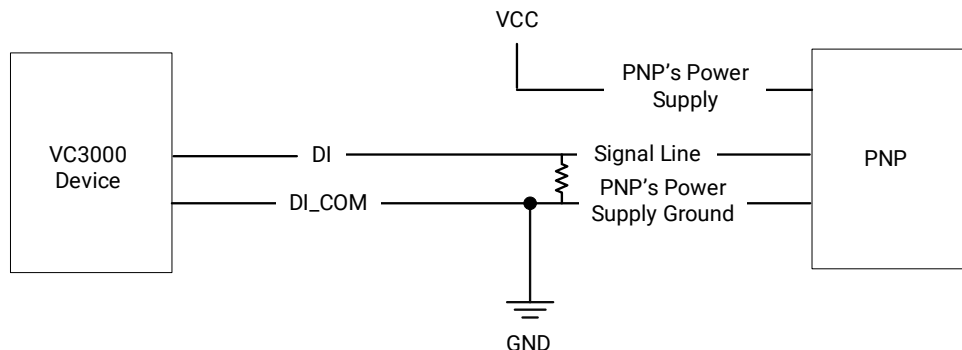 VCC
PNP's Power
Supply
VC3000
Device
DI
Signal Line
PNP
DI_COM
PNP's Power
Supply Ground
GND